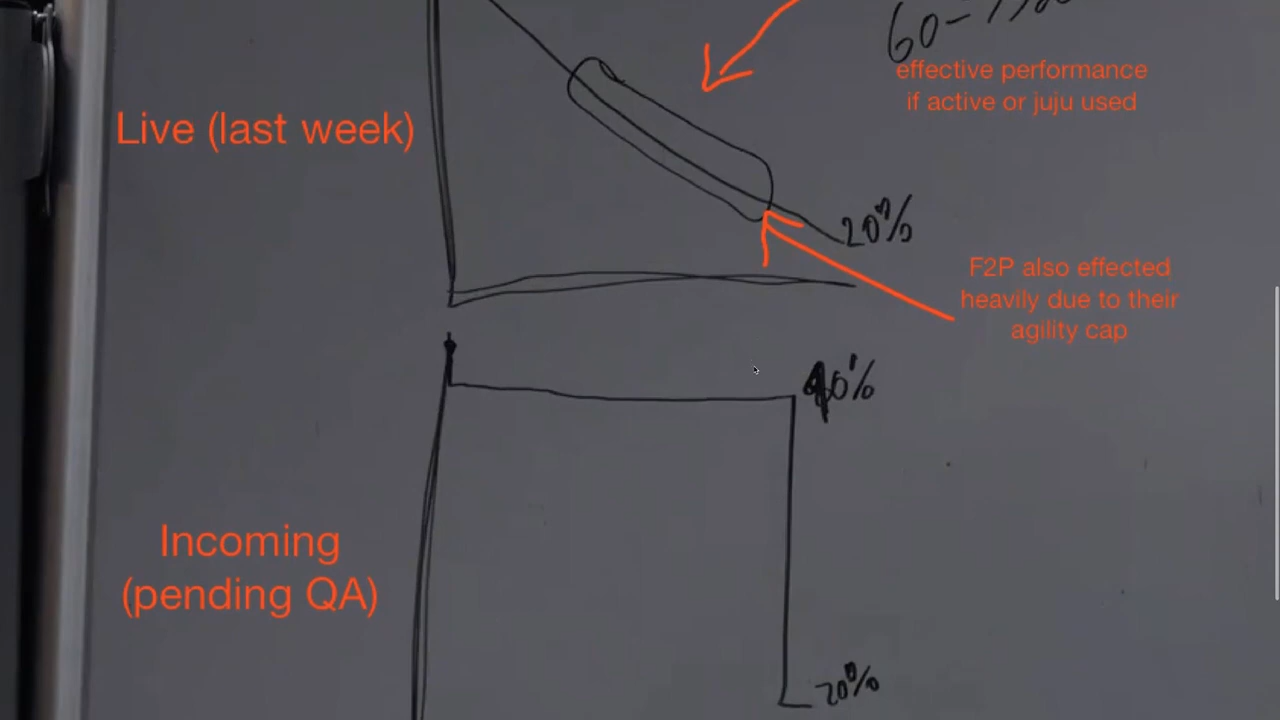 effective performance
if active or juju used
Live (last week)
20%
F2P also effected
heavily due to their
agility cap
Incoming
(pending QA)
20%